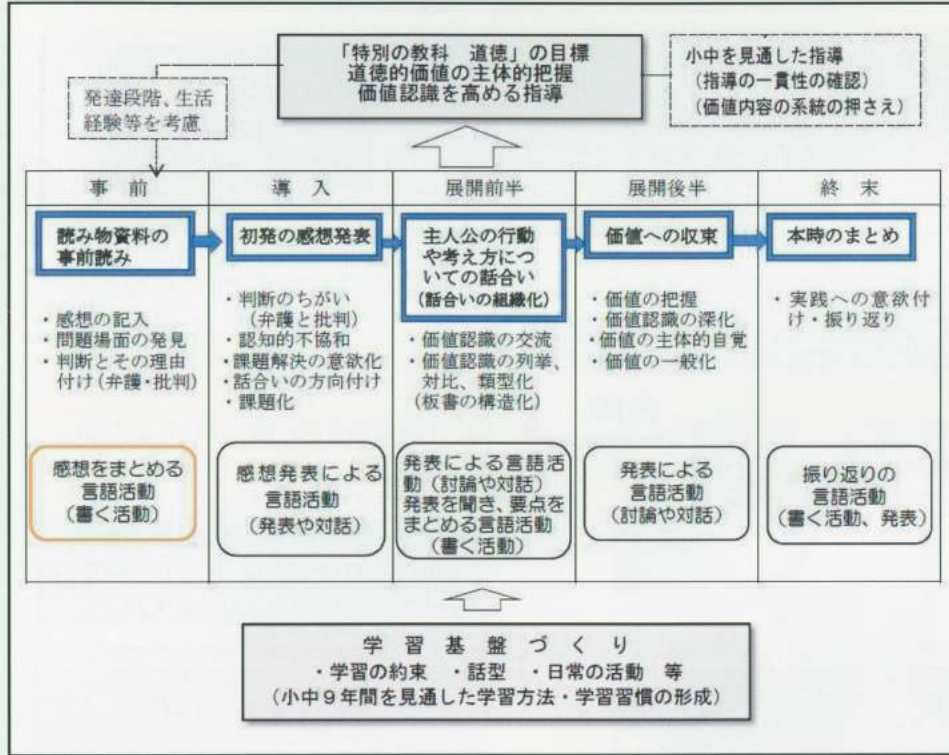 「特別の教科　道徳」の目標
道徳的価値の主体的把握
価値認識を高める指導
小中を見通した指導
（指導の一貫性の確認）
（価値内容の系統の押さえ）
発達段階、生活
経験等を考慮
事　前
導　入
展開前半
展開後半
終　末
読み物資料の
事前読み
初発の感想発表
主人公の行動
や考え方につ
いての話合い
（話合いの組織化）
価値への収束
本時のまとめ
・感想の記入
・問題場面の発見
・判断とその理由
付け（弁護・批判）
・判断のちがい
（弁護と批判）
・認知的不協和
・課題解決の意欲化
・話合いの方向付け
・課題化
・価値認識の交流
・価値認識の列挙、
対比、類型化
（板書の構造化）
・価値の把握
・価値認識の深化
・価値の主体的自覚
・価値の一般化
・実践への意欲付
け・振り返り
感想をまとめる
言語活動
（書く活動）
感想発表による
言語活動
（発表や対話）
発表による言語活
動（討論や対話）
発表を聞き、要点を
まとめる言語活動
（書く活動）
発表による
言語活動
（討論や対話）
振り返りの
言語活動
（書く活動、発表）
学　習　基　盤　づ　く　り
・学習の約束　・話型　・日常の活動　等
（小中９年間を見通した学習方法・学習習慣の形成）